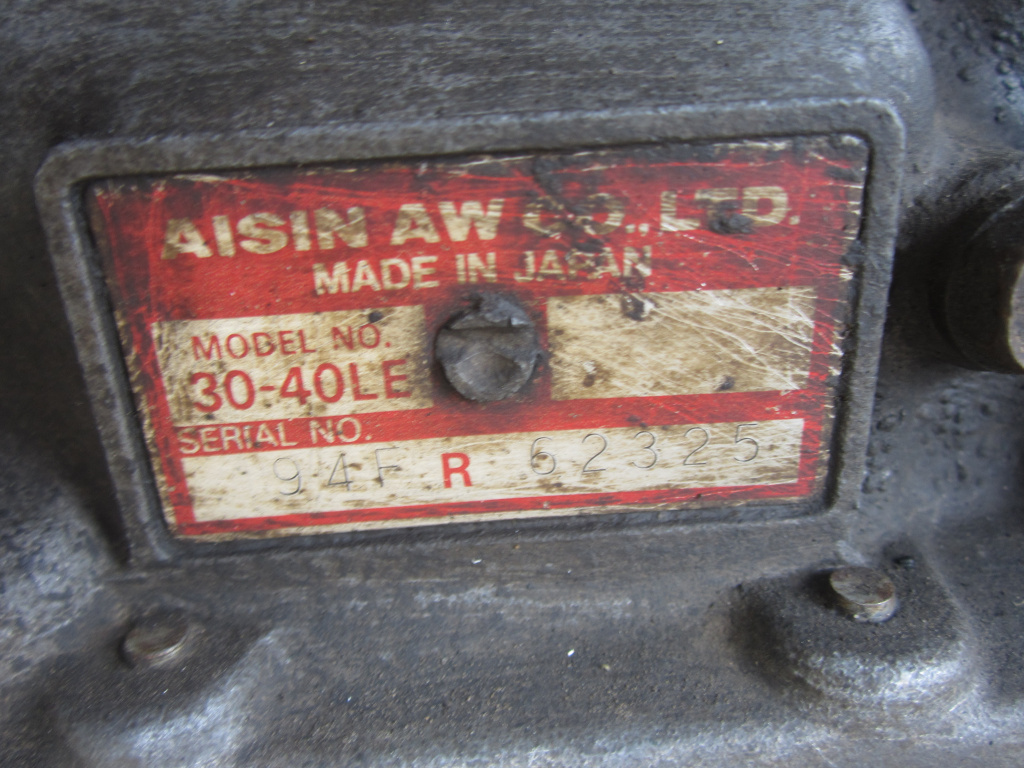 AISIN AW CO., LTD.
MADE IN JAPAN
MODEL NO.
30-40LE
SERIAL NO.
94F R 62325